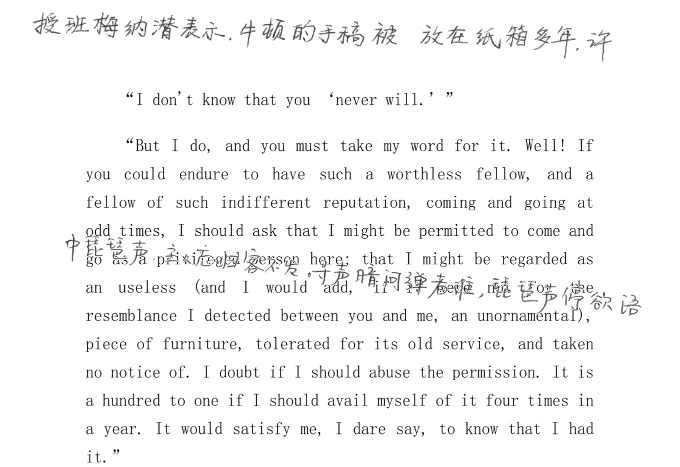 授班梅纳潜表示，牛顿的手稿被 放在纸箱多年，许
“I don't know that you ‘never will.’”
“But I do, and you must take my word for it. Well! If
you could endure to have such a worthless fellow, and a
fellow of such indifferent reputation, coming and going at
odd times, I should ask that I might be permitted to come and
中琵琶声，主人忘归客不发。寻声暗问弹者谁，琵琶声停欲语
go as a privileged person here; that I might be regarded as
an useless (and I would add, if it were not for the
resemblance I detected between you and me, an unornamental),
piece of furniture, tolerated for its old service, and taken
no notice of. I doubt if I should abuse the permission. It is
a hundred to one if I should avail myself of it four times in
a year. It would satisfy me, I dare say, to know that I had
it.”